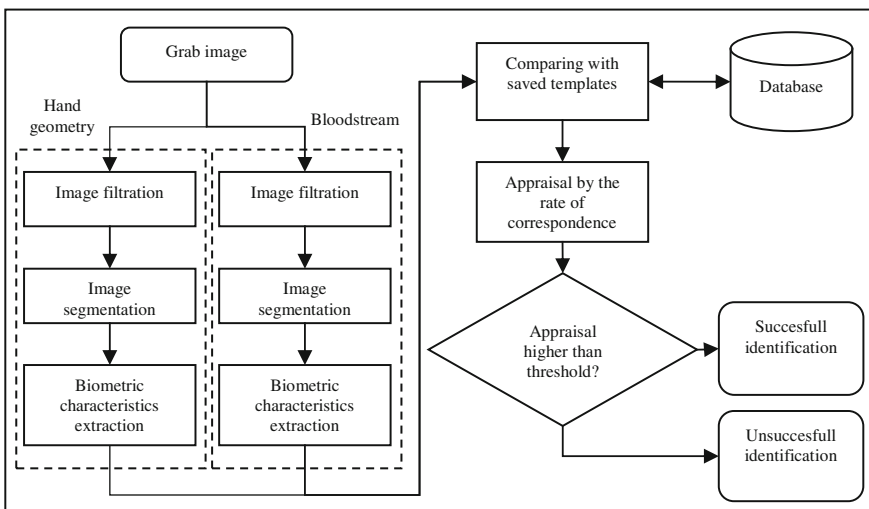 Grab image
Hand
geometry
Bloodstream
Image filtration
Image
segmentation
Biometric
characteristics
extraction
Image filtration
Image
segmentation
Biometric
characteristics
extraction
Comparing with
saved templates
Database
Appraisal by the
rate of
correspondence
Appraisal
higher than
threshold?
Succesfull
identification
Unsuccesfull
identification